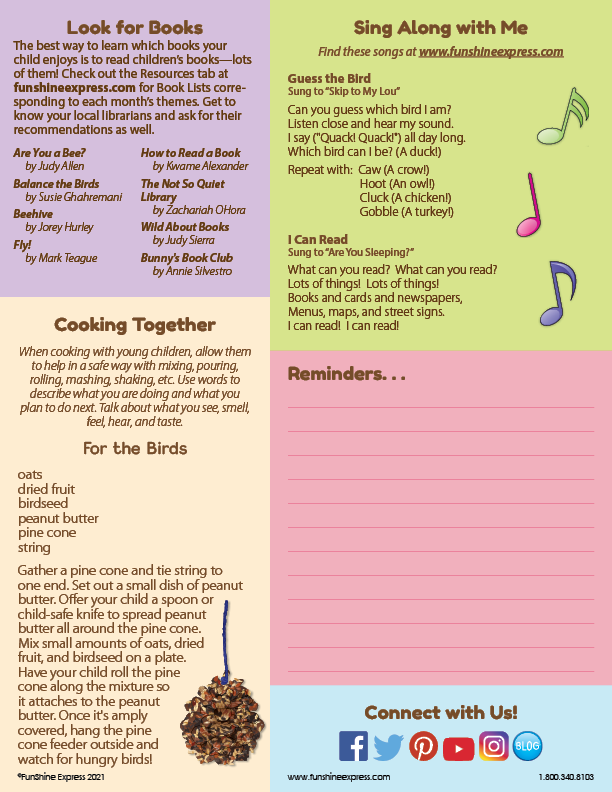 Look for Books
The best way to learn which books your
child enjoys is to read children's books—lots
of them! Check out the Resources tab at
funshineexpress.com for Book Lists corre-
sponding to each month's themes. Get to
know your local librarians and ask for their
recommendations as well.
Are You a Bee?
by Judy Allen
Balance the Birds
by Susie Ghahremani
Beehive
by Jorey Hurley
Fly!
by Mark Teague
How to Read a Book
by Kwame Alexander
The Not So Quiet
Library
by Zachariah OHora
Wild About Books
by Judy Sierra
Bunny's Book Club
by Annie Silvestro
Cooking Together
When cooking with young children, allow them
to help in a safe way with mixing, pouring,
rolling, mashing, shaking, etc. Use words to
describe what you are doing and what you
plan to do next. Talk about what you see, smell,
feel, hear, and taste.
For the Birds
oats
dried fruit
birdseed
peanut butter
pine cone
string
Gather a pine cone and tie string to
one end. Set out a small dish of peanut
butter. Offer your child a spoon or
child-safe knife to spread peanut
butter all around the pine cone.
Mix small amounts of oats, dried
fruit, and birdseed on a plate.
Have your child roll the pine
cone along the mixture so
it attaches to the peanut
butter. Once it's amply
covered, hang the pine
cone feeder outside and
watch for hungry birds!
©FunShine Express 2021
Sing Along with Me
Find these songs at www.funshineexpress.com
Guess the Bird
Sung to "Skip to My Lou"
Can you guess which bird I am?
Listen close and hear my sound.
I say ("Quack! Quack!") all day long.
Which bird can I be? (A duck!)
Repeat with: Caw (A crow!)
Hoot (An owl!)
Cluck (A chicken!)
Gobble (A turkey!)
I Can Read
Sung to "Are You Sleeping?"
What can you read? What can you read?
Lots of things! Lots of things!
Books and cards and newspapers,
Menus, maps, and street signs.
I can read! I can read!
Reminders. . .
Connect with Us!
YouTube
BLOG
www.funshineexpress.com
1.800.340.8103